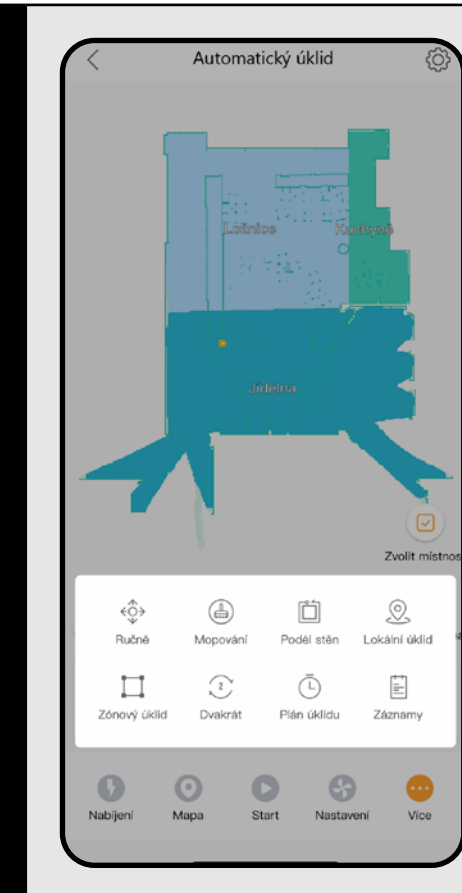 Automatický úklid
Ložnice
Kuchyně
Jídelna
Zvolit místnos
Ručně
Mopování
Podél stěn
Lokální úklid
Zónový úklid
2
Dvakrát
Plán úklidu
Záznamy
Nabíjení
Mapa
Start
Nastavení
Více